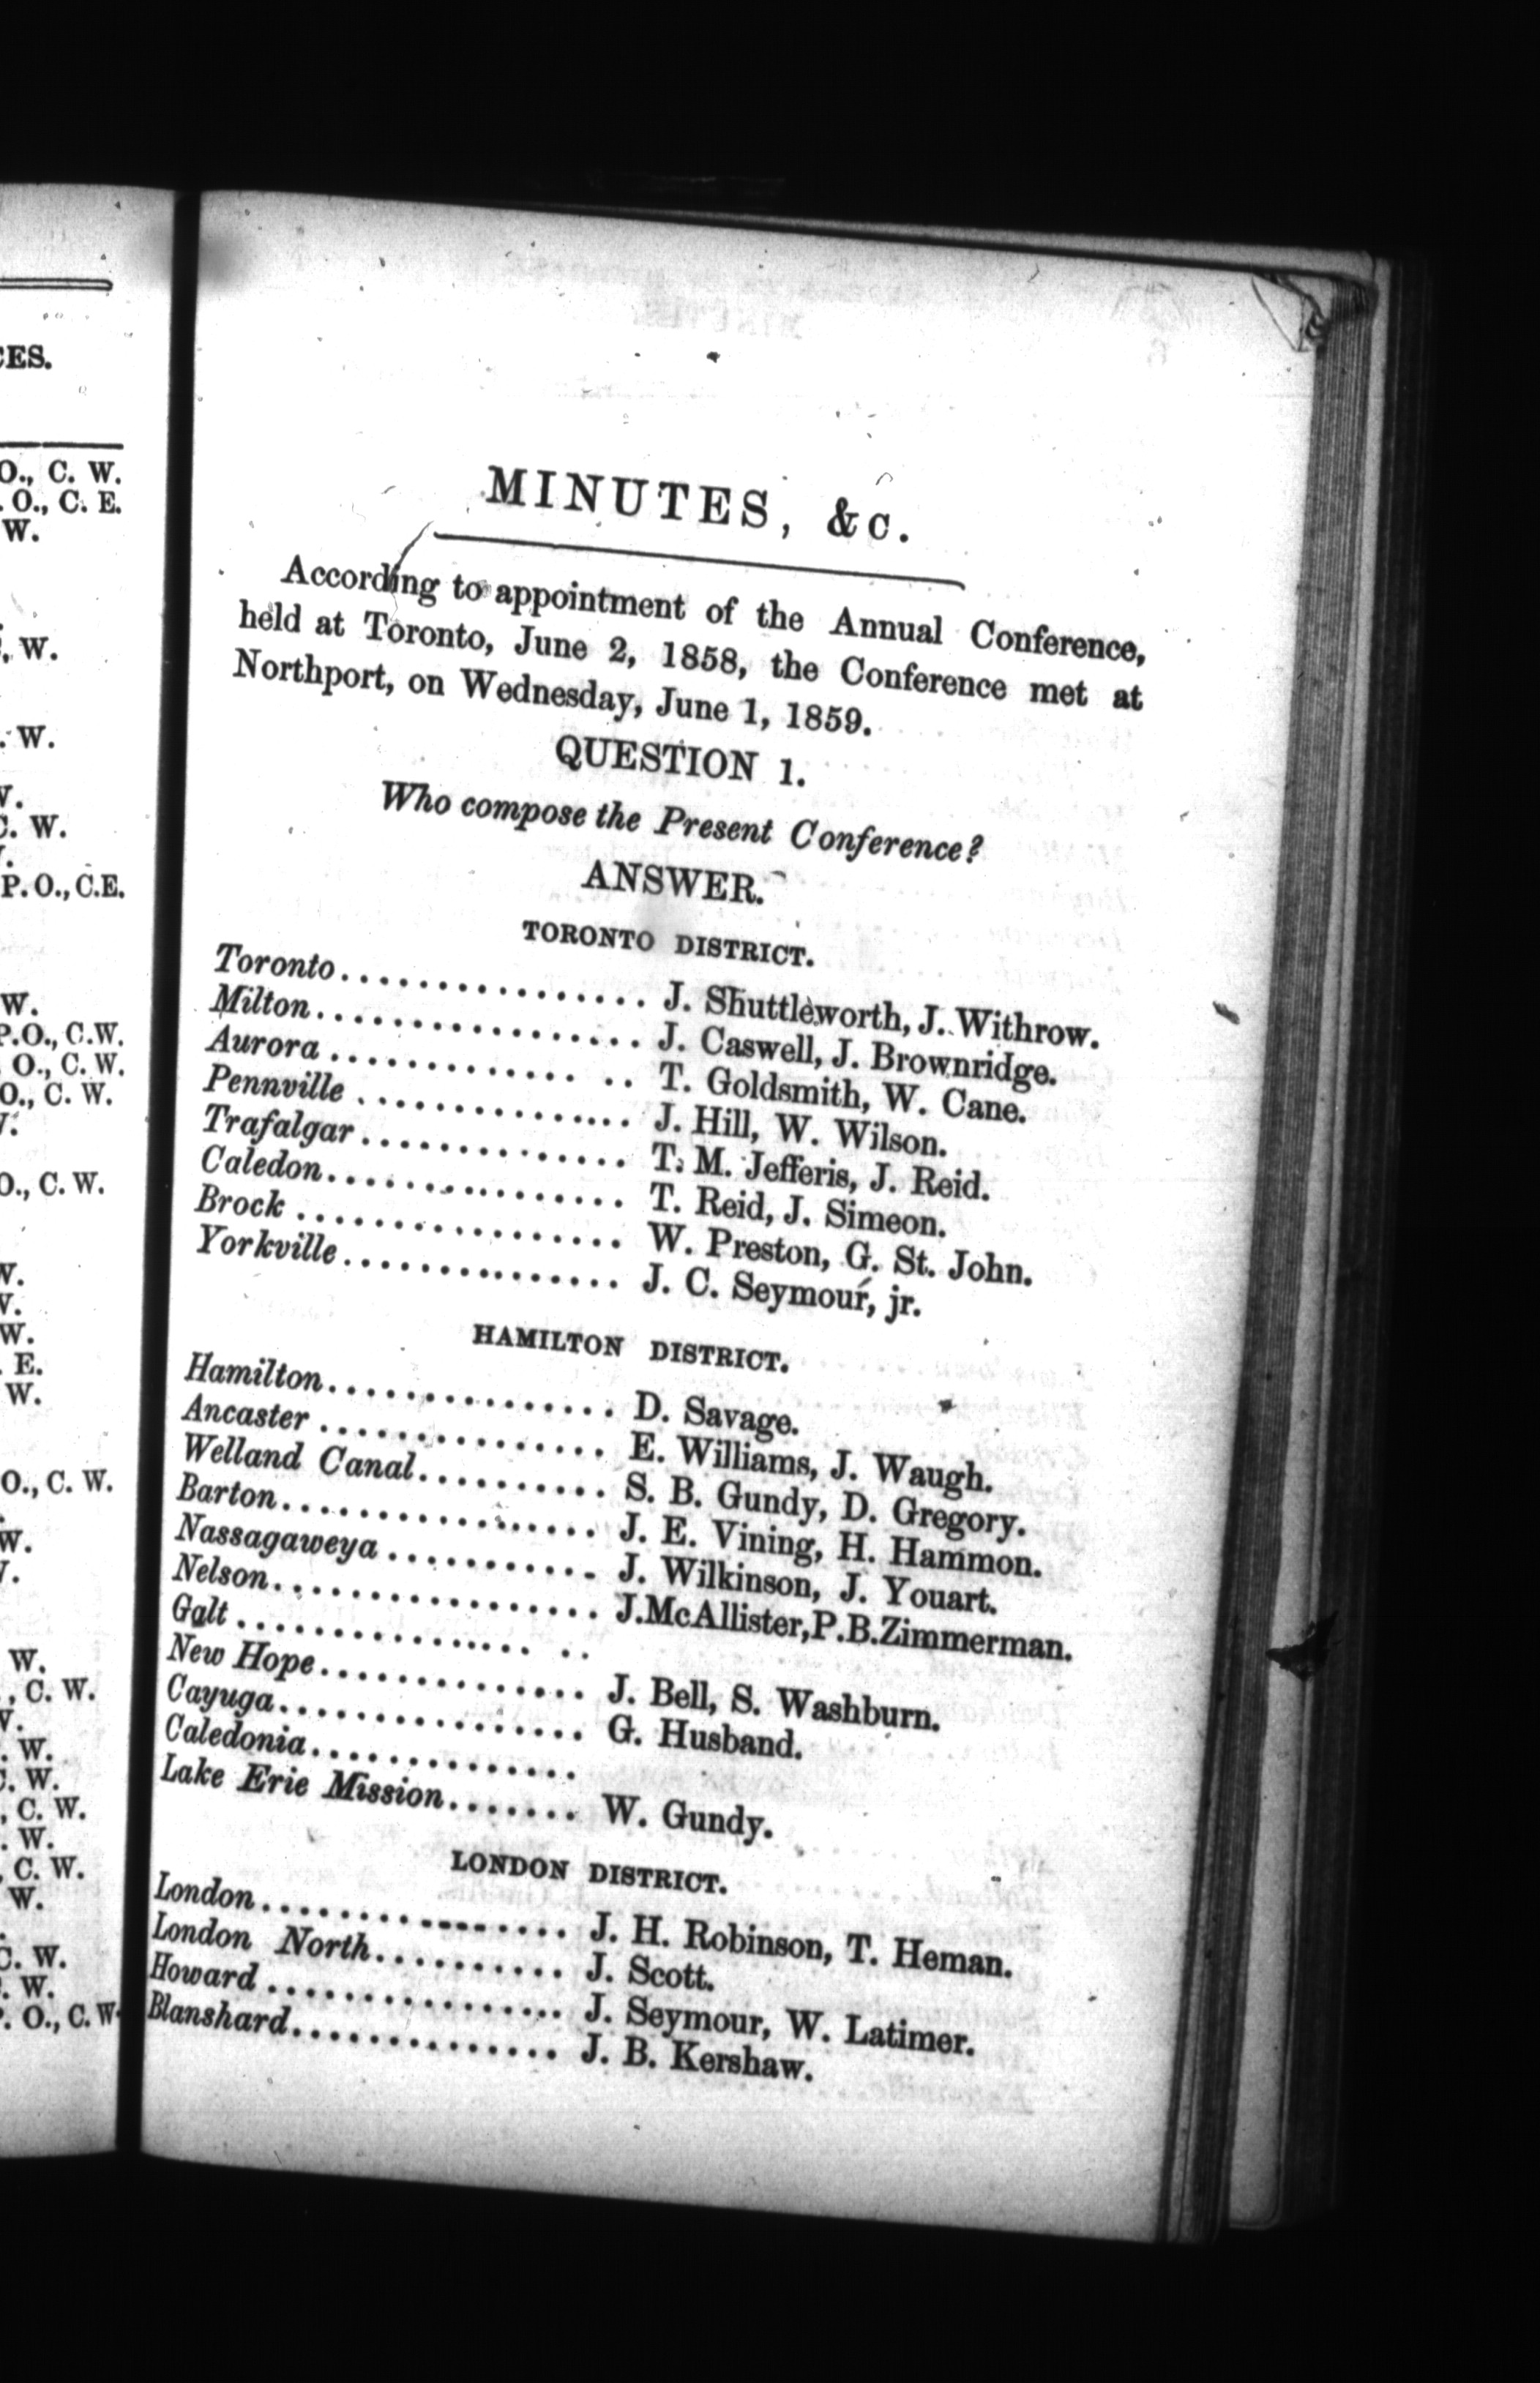 CES.
O., C. W.
. O., C. E.
W.
, W.
. W.
W.
C. W.
P. O., C.E.
W.
P.O., C.W.
O., C. W.
O., C. W.
O., C. W.
W.
W.
W.
. E.
W.
O., C. W.
W.
W.
, C. W.
. W.
C. W.
, C. W.
. W.
C. W.
W.
C. W.
. W.
P. O., C. W.
MINUTES, &c.
According to appointment of the Annual Conference,
held at Toronto, June 2, 1858, the Conference met at
Northport, on Wednesday, June 1, 1859.
QUESTION 1.
Who compose the Present Conference?
ANSWER.
TORONTO DISTRICT.
Toronto................ J. Shuttleworth, J. Withrow.
Milton................. J. Caswell, J. Brownridge.
Aurora ............. .. T. Goldsmith, W. Cane.
Pennville ............... J. Hill, W. Wilson.
Trafalgar.............. T. M. Jefferis, J. Reid.
Caledon................ T. Reid, J. Simeon.
Brock ................. W. Preston, G. St. John.
Yorkville............... J. C. Seymour, jr.
HAMILTON DISTRICT.
Hamilton............... D. Savage.
Ancaster ............... E. Williams, J. Waugh.
Welland Canal.......... S. B. Gundy, D. Gregory.
Barton................. J. E. Vining, H. Hammon.
Nassagaweya ........... J. Wilkinson, J. Youart.
Nelson................. J.McAllister,P.B.Zimmerman.
Galt ................ ..
New Hope.............. J. Bell, S. Washburn.
Cayuga................ G. Husband.
Caledonia..............
Lake Erie Mission....... W. Gundy.
LONDON DISTRICT.
London................ J. H. Robinson, T. Heman.
London North.......... J. Scott.
Howard ................ J. Seymour, W. Latimer.
Blanshard.............. J. B. Kershaw.